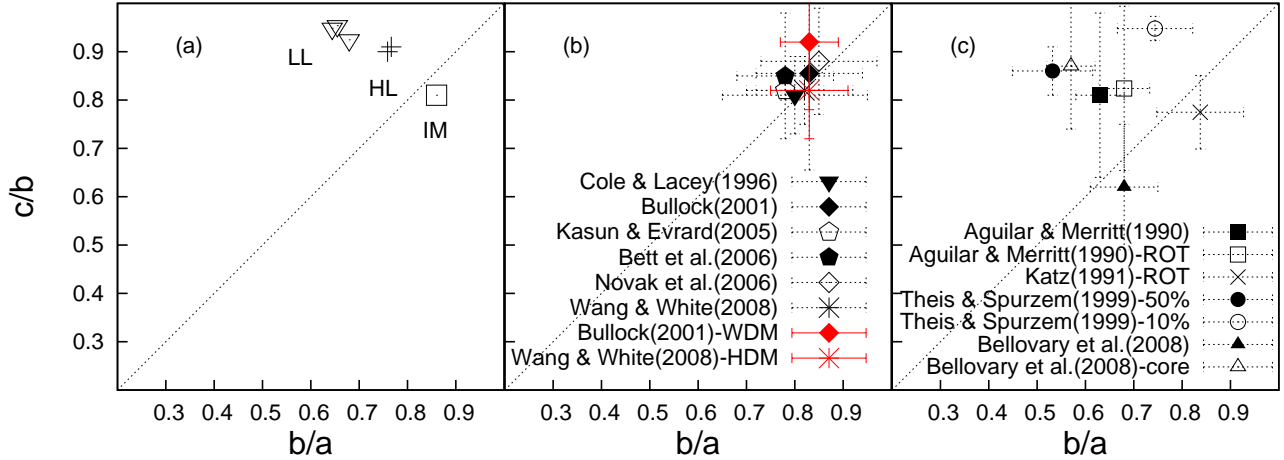 (a)
LL
HL
IM
(b)
Cole & Lacey(1996)
Bullock(2001)
Kasun & Evrard(2005)
Bett et al.(2006)
Novak et al.(2006)
Wang & White(2008)
Bullock(2001)-WDM
Wang & White(2008)-HDM
(c)
Aguilar & Merritt(1990)
Aguilar & Merritt(1990)-ROT
Katz(1991)-ROT
Theis & Spurzem(1999)-50%
Theis & Spurzem(1999)-10%
Bellovary et al.(2008)
Bellovary et al.(2008)-core
c/b
0.9
0.8
0.7
0.6
0.5
0.4
0.3
0.3 0.4 0.5 0.6 0.7 0.8 0.9
b/a
0.3 0.4 0.5 0.6 0.7 0.8 0.9
b/a
0.3 0.4 0.5 0.6 0.7 0.8 0.9
b/a